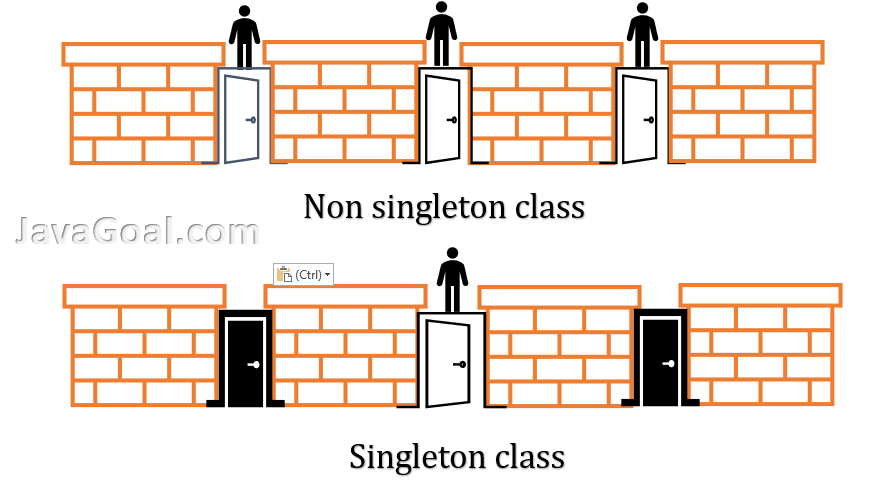 Non singleton class
JavaGoal.com
(Ctrl)
Singleton class